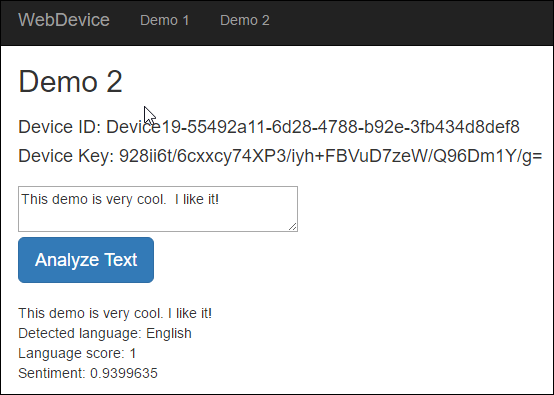 WebDevice Demo 1 Demo 2
Demo 2
Device ID: Device19-55492a11-6d28-4788-b92e-3fb434d8def8
Device Key: 928ii6t/6cxxcy74XP3/iyh+FBVuD7zeW/Q96Dm1Y/g=
This demo is very cool.  I like it!
Analyze Text
This demo is very cool. I like it!
Detected language: English
Language score: 1
Sentiment: 0.9399635